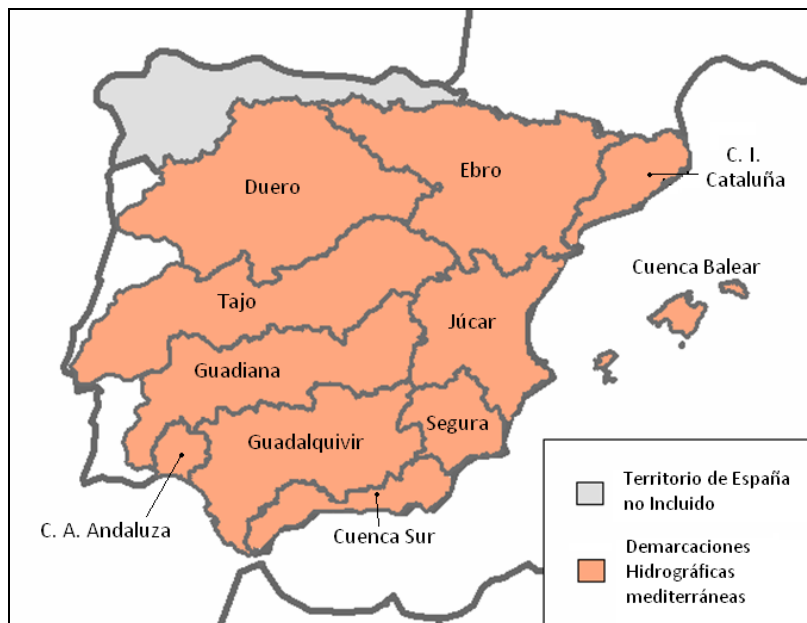 C. I.
Cataluña
Ebro
Duero
Cuenca Balear
Tajo
Júcar
Guadiana
Segura
Guadalquivir
C. A. Andaluza
Cuenca Sur
Territorio de España
no Incluido
Demarcaciones
Hidrográficas
mediterráneas